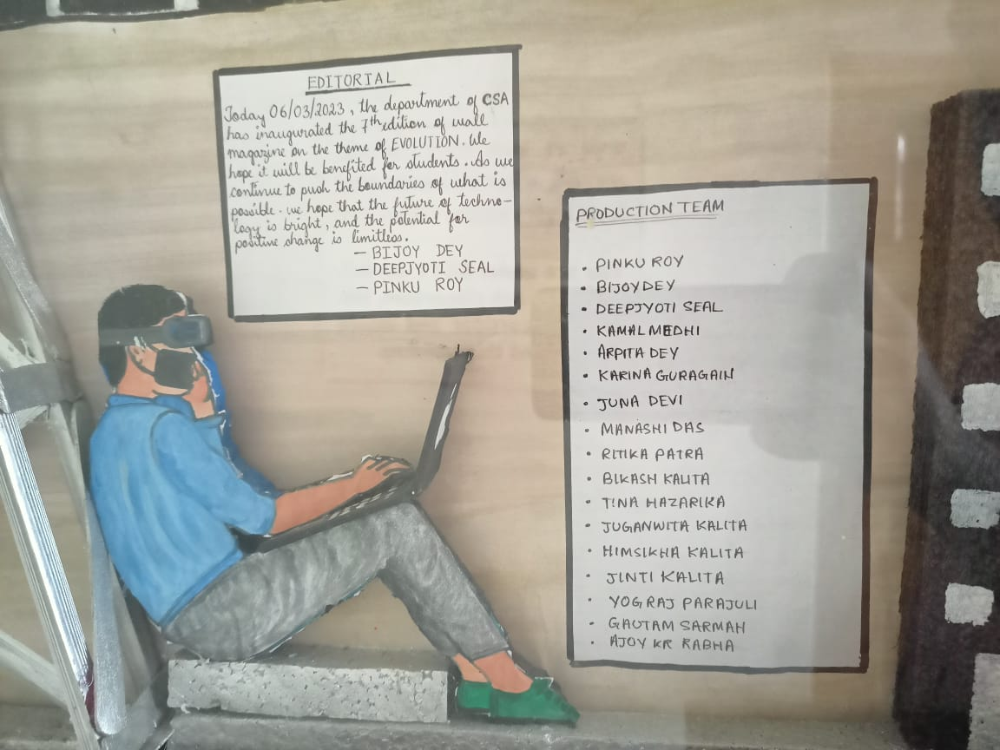 EDITORIAL
Today 06/03/2023, the department of CSA
has inaugurated the 7th edition of wall
magazine on the theme of EVOLUTION. We
hope it will be benefited for students. As we
continue to push the boundaries of what is
possible. we hope that the future of techno-
logy is bright, and the potential for
positive change is limitless.
- BIJOY DEY
- DEEPJYOTI SEAL
- PINKU ROY
PRODUCTION TEAM
• PINKU ROY
• BIJOY DEY
• DEEPJYOTI SEAL
• KAMAL MEDHI
• ARPITA DEY
• KARINA GURAGAIN
• JUNA DEVI
• MANASHI DAS
• RITIKA PATRA
• BIKASH KALITA
• TINA HAZARIKA
• JUGANWITA KALITA
• HIMSIKHA KALITA
• JINTI KALITA
• YOGRAJ PARAJULI
• GAUTAM SARMAH
• AJOY KR RABHA